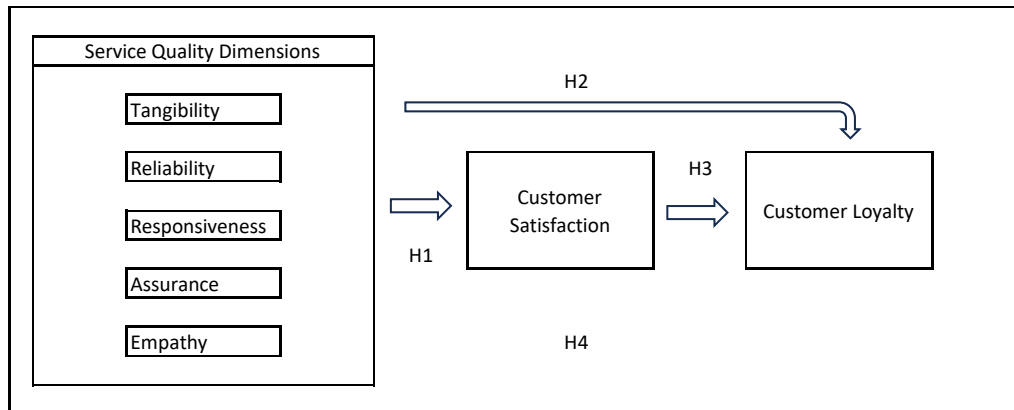 Service Quality Dimensions
Tangibility
Reliability
Responsiveness
Assurance
Empathy
H1
H2
Customer
Satisfaction
H3
Customer Loyalty
H4